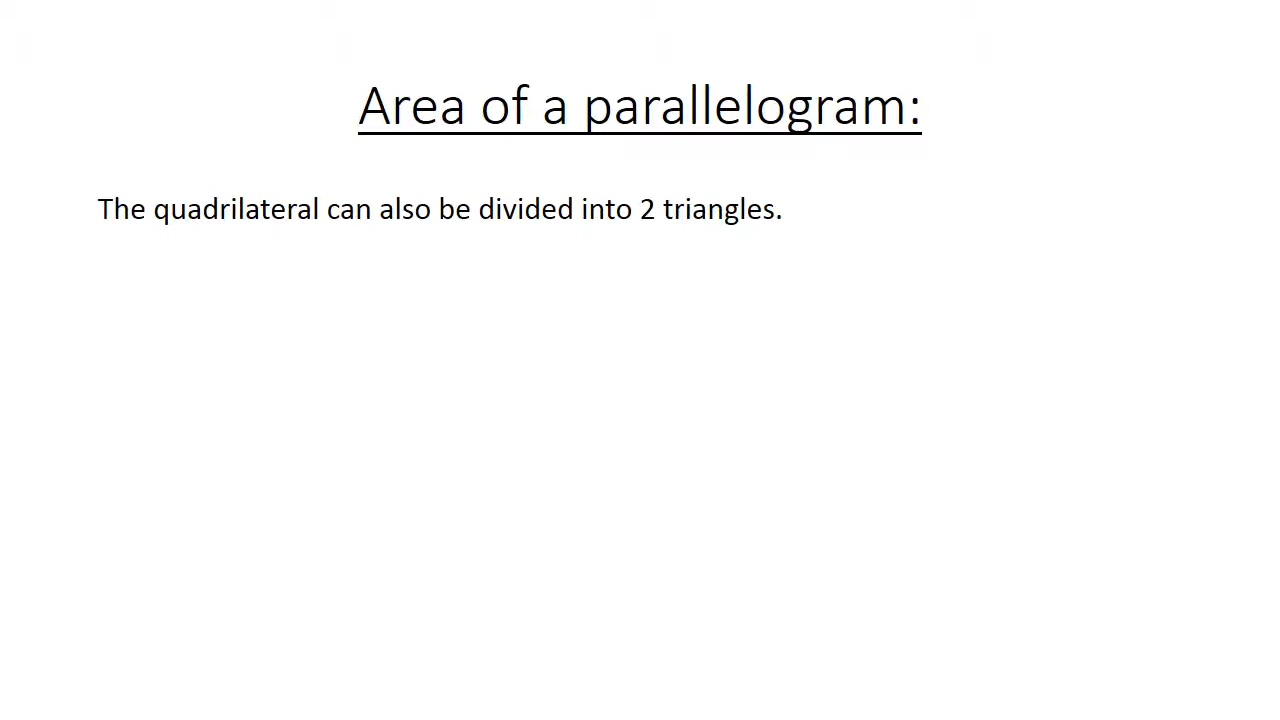 Area of a parallelogram:
The quadrilateral can also be divided into 2 triangles.